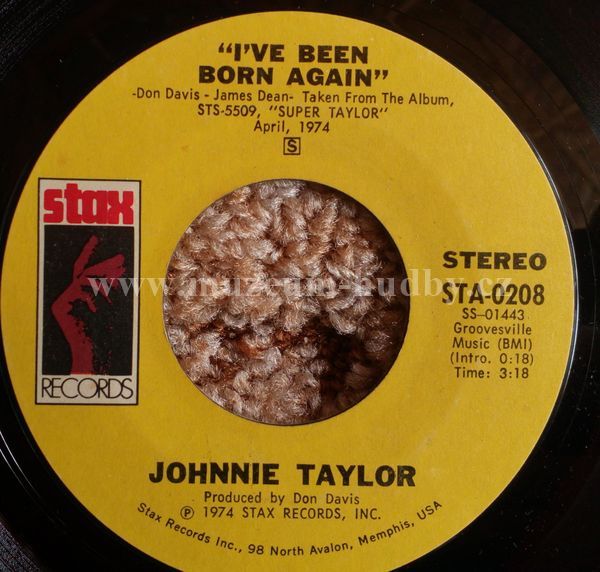 "I'VE BEEN
BORN AGAIN"
-Don Davis - James Dean- Taken From The Album,
STS-5509, "SUPER TAYLOR"
April, 1974
S
stax
RECORDS
www.muzeum-hudby.cz
STEREO
STA-0208
SS-01443
Groovesville
Music (BMI)
(Intro. 0:18)
Time: 3:18
JOHNNIE TAYLOR
Produced by Don Davis
℗ 1974 STAX RECORDS, INC.
Stax Records Inc., 98 North Avalon, Memphis, USA